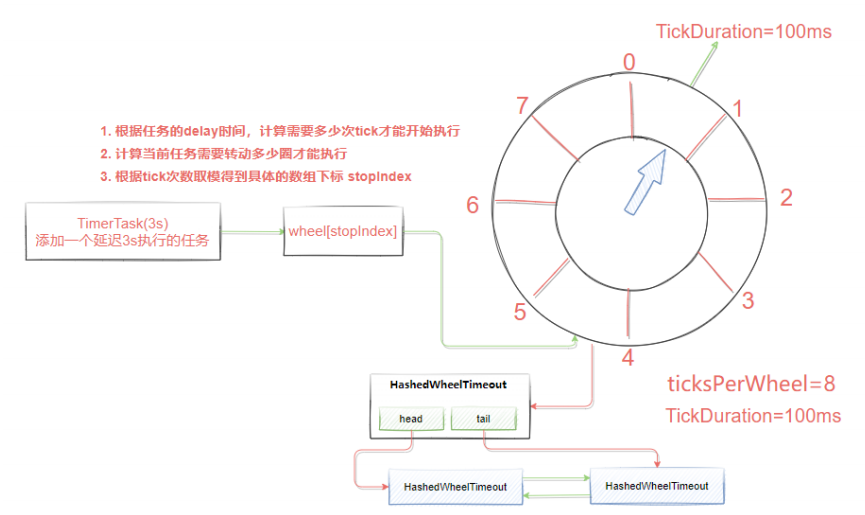 TickDuration=100ms
0
1
2
3
4
5
6
7
1. 根据任务的delay时间，计算需要多少次tick才能开始执行
2. 计算当前任务需要转动多少圈才能执行
3. 根据tick次数取模得到具体的数组下标 stopIndex
TimerTask(3s)
添加一个延迟3s执行的任务
wheel[stopIndex]
ticksPerWheel=8
TickDuration=100ms
HashedWheelTimeout
head
tail
HashedWheelTimeout
HashedWheelTimeout